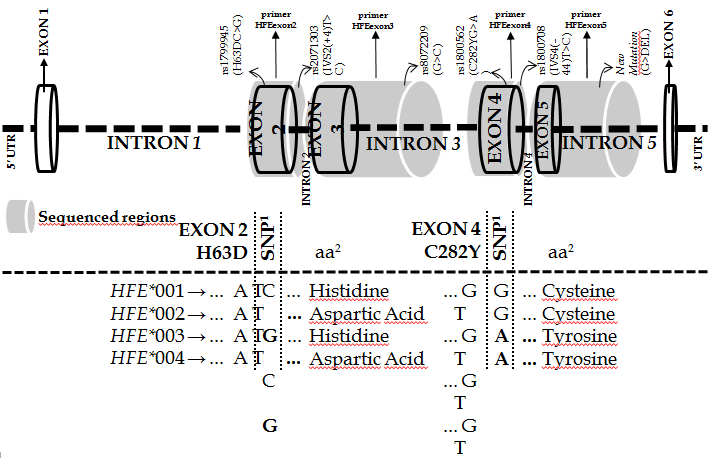 EXON 1
rs1799945
(H63DC>G)
primer
HFEexon2
rs2071303
(IVS2(+4)T>
C)
primer
HFEexon3
rs8072209
(G>C)
rs1800562
(C282YG>A
primer
HFEexon4
rs1800708
(IVS4(-
44)T>C)
primer
HFEexon5
New
Mutation
(G>DEL)
EXON 6
5' UTR
INTRON 1
EXON
2
INTRON 2
EXON
3
INTRON 3
EXON 4
INTRON 4
EXON 5
INTRON 5
3' UTR
Sequenced regions
EXON 2
H63D
SNP¹
aa²
EXON 4
C282Y
SNP¹
aa²
HFE*001→ ... A TC ... Histidine ... G G ... Cysteine
HFE*002→ ... A T ... Aspartic Acid T G ... Cysteine
HFE*003→ ... A TG ... Histidine ... G A ... Tyrosine
HFE*004→ ... A T ... Aspartic Acid T A ... Tyrosine
C ... G
T
G ... G
T